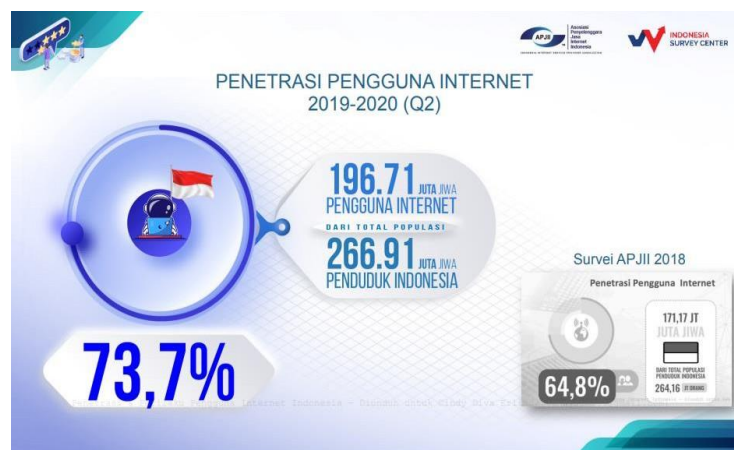 APJII
Asosiasi
Penyelenggara
Jasa
Internet
Indonesia
INDONESIA
SURVEY CENTER
PENETRASI PENGGUNA INTERNET
2019-2020 (Q2)
196.71 JUTA JIWA
PENGGUNA INTERNET
DARI TOTAL POPULASI
266.91 JUTA JIWA
PENDUDUK INDONESIA
73,7%
Survei APJII 2018
Penetrasi Pengguna Internet
171,17 JT
JUTA JIWA
DARI TOTAL POPULASI
PENDUDUK INDONESIA
264,16 JT ORANG
64,8%